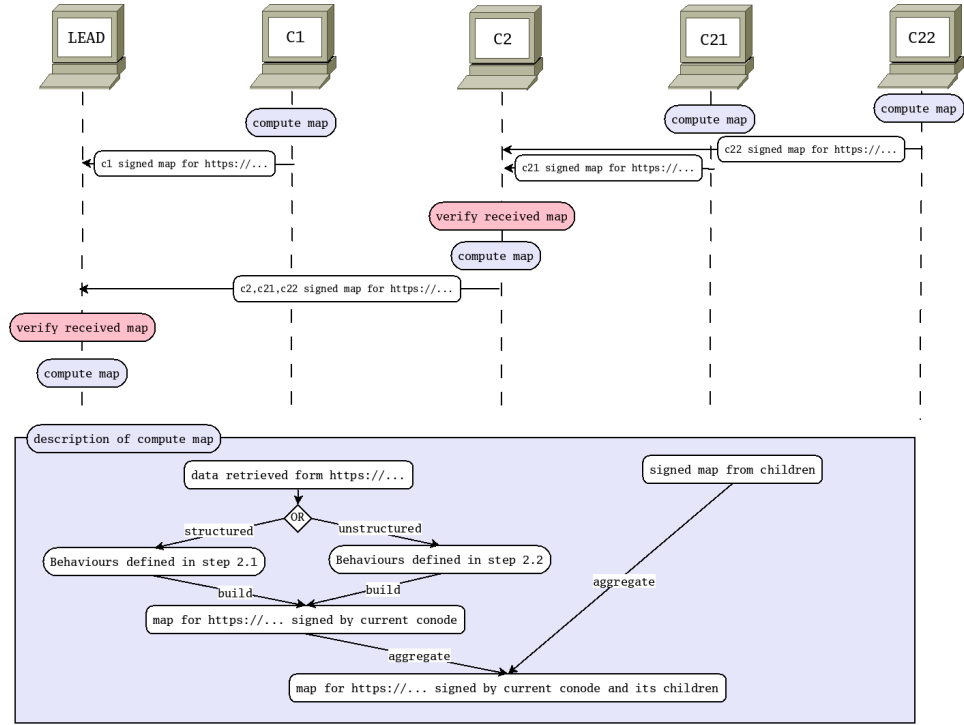 LEAD
C1
C2
C21
C22
compute map
compute map
compute map
c1 signed map for https://...
c22 signed map for https://...
c21 signed map for https://...
verify received map
compute map
c2,c21,c22 signed map for https://...
verify received map
compute map
description of compute map
data retrieved form https://...
signed map from children
OR
structured
unstructured
Behaviours defined in step 2.1
Behaviours defined in step 2.2
aggregate
build
build
map for https://... signed by current conode
aggregate
map for https://... signed by current conode and its children